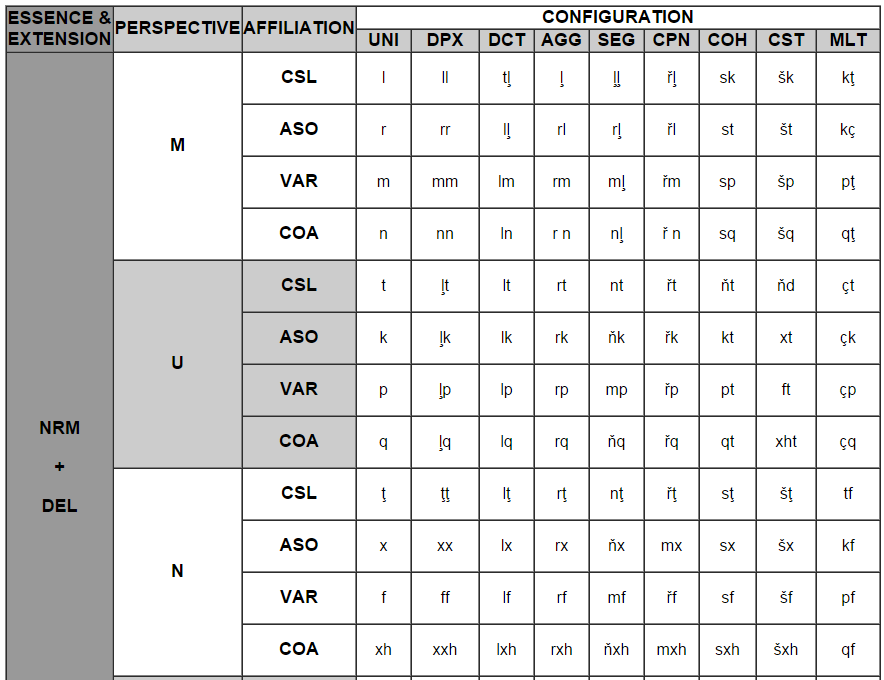 ESSENCE & EXTENSION PERSPECTIVE AFFILIATION CONFIGURATION
UNI DPX DCT AGG SEG CPN COH CST MLT
NRM + DEL
M
CSL l ll tļ ļ ļļ řļ sk šk kţ
ASO r rr lļ rl rļ řl st št kç
VAR m mm lm rm mļ řm sp šp pţ
COA n nn ln r n nļ ř n sq šq qţ
U
CSL t ļt lt rt nt řt ňt ňd çt
ASO k ļk lk rk ňk řk kt xt çk
VAR p ļp lp rp mp řp pt ft çp
COA q ļq lq rq ňq řq qt xht çq
N
CSL ţ ţţ lţ rţ nţ řţ sţ šţ tf
ASO x xx lx rx ňx mx sx šx kf
VAR f ff lf rf mf řf sf šf pf
COA xh xxh lxh rxh ňxh mxh sxh šxh qf